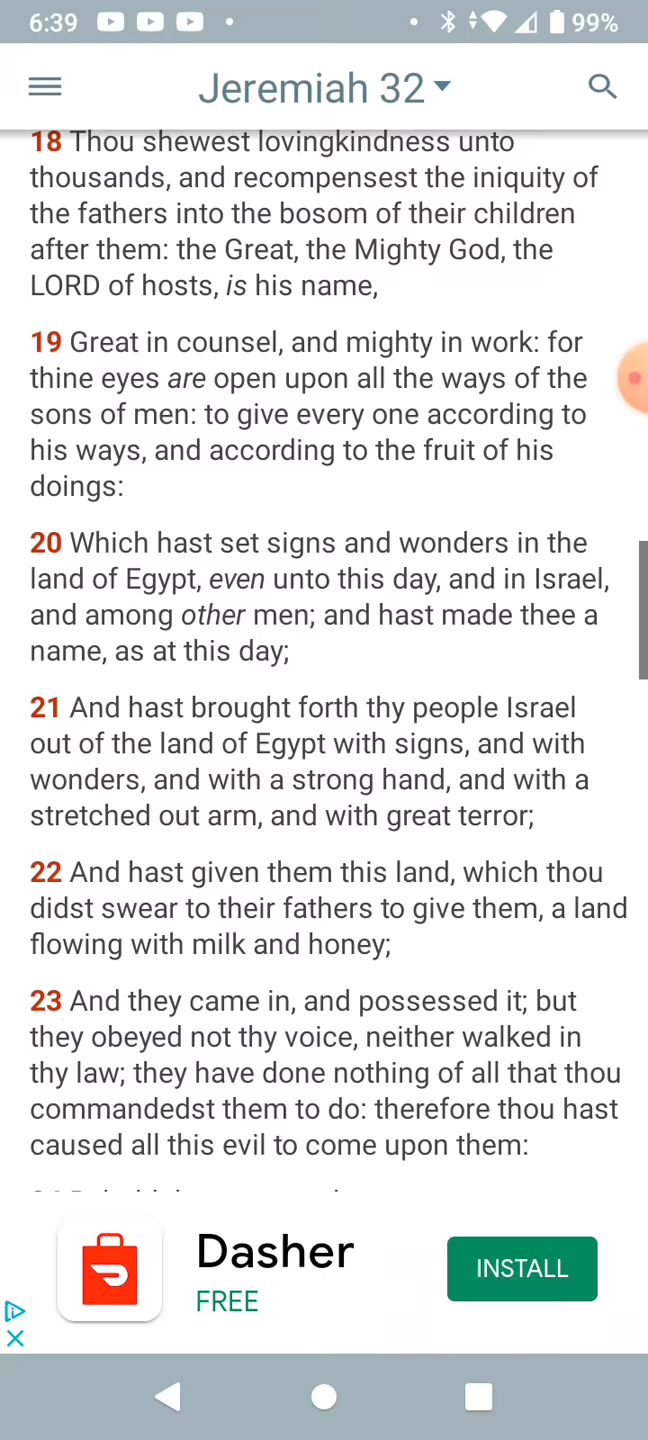 6:39
99%
Jeremiah 32
18 Thou shewest lovingkindness unto
thousands, and recompensest the iniquity of
the fathers into the bosom of their children
after them: the Great, the Mighty God, the
LORD of hosts, is his name,
19 Great in counsel, and mighty in work: for
thine eyes are open upon all the ways of the
sons of men: to give every one according to
his ways, and according to the fruit of his
doings:
20 Which hast set signs and wonders in the
land of Egypt, even unto this day, and in Israel,
and among other men; and hast made thee a
name, as at this day;
21 And hast brought forth thy people Israel
out of the land of Egypt with signs, and with
wonders, and with a strong hand, and with a
stretched out arm, and with great terror;
22 And hast given them this land, which thou
didst swear to their fathers to give them, a land
flowing with milk and honey;
23 And they came in, and possessed it; but
they obeyed not thy voice, neither walked in
thy law; they have done nothing of all that thou
commandedst them to do: therefore thou hast
caused all this evil to come upon them:
Dasher
FREE
INSTALL